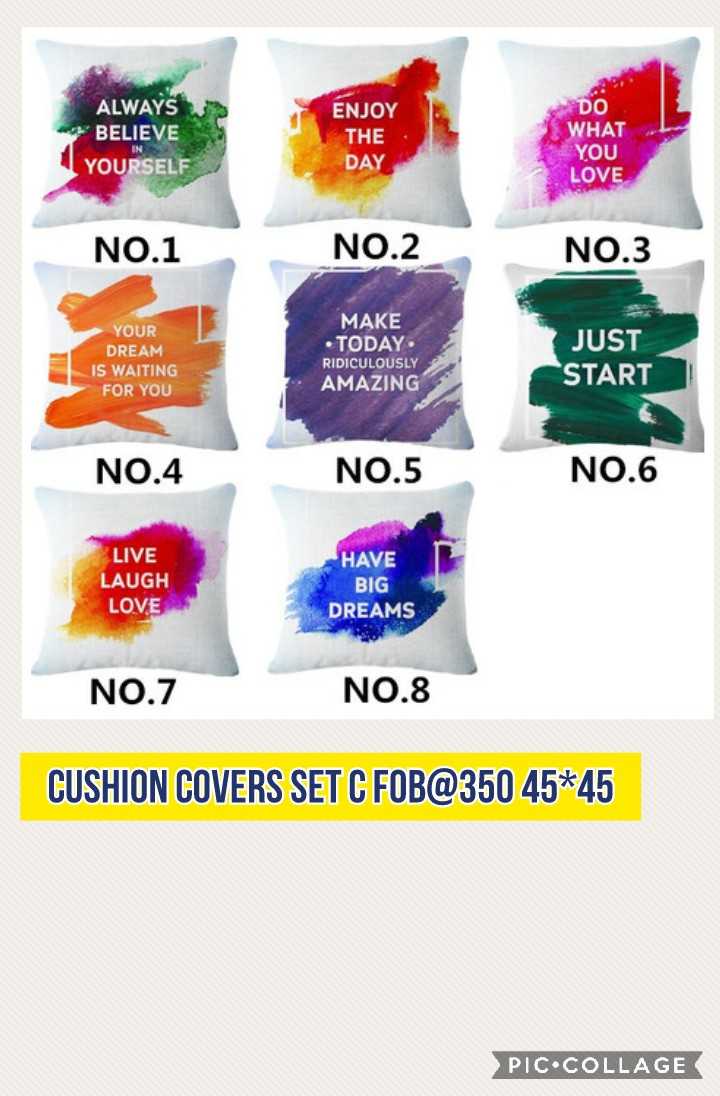 ALWAYS
BELIEVE
IN
YOURSELF
NO.1
ENJOY
THE
DAY
NO.2
DO
WHAT
YOU
LOVE
NO.3
YOUR
DREAM
IS WAITING
FOR YOU
NO.4
MAKE
•TODAY•
RIDICULOUSLY
AMAZING
NO.5
JUST
START
NO.6
LIVE
LAUGH
LOVE
NO.7
HAVE
BIG
DREAMS
NO.8
CUSHION COVERS SET C FOB@350 45*45
PIC•COLLAGE